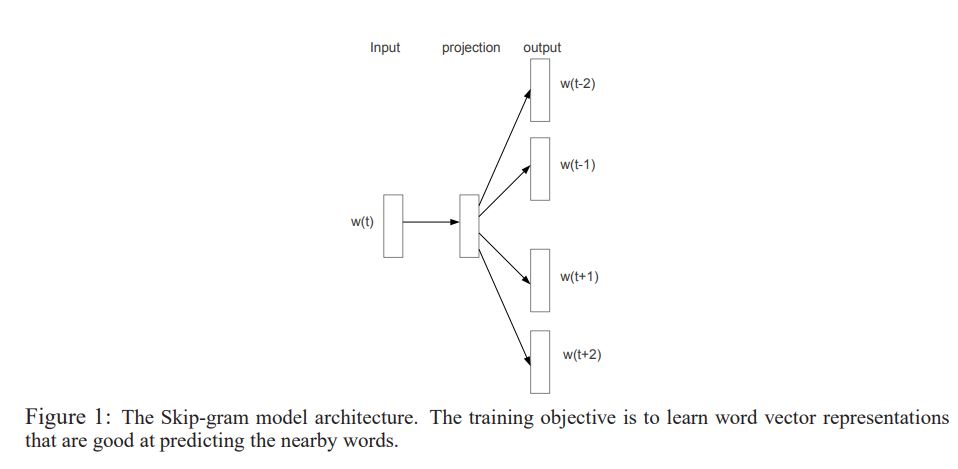 Input projection output
w(t-2)
w(t-1)
w(t)
w(t+1)
w(t+2)
Figure 1: The Skip-gram model architecture. The training objective is to learn word vector representations
that are good at predicting the nearby words.